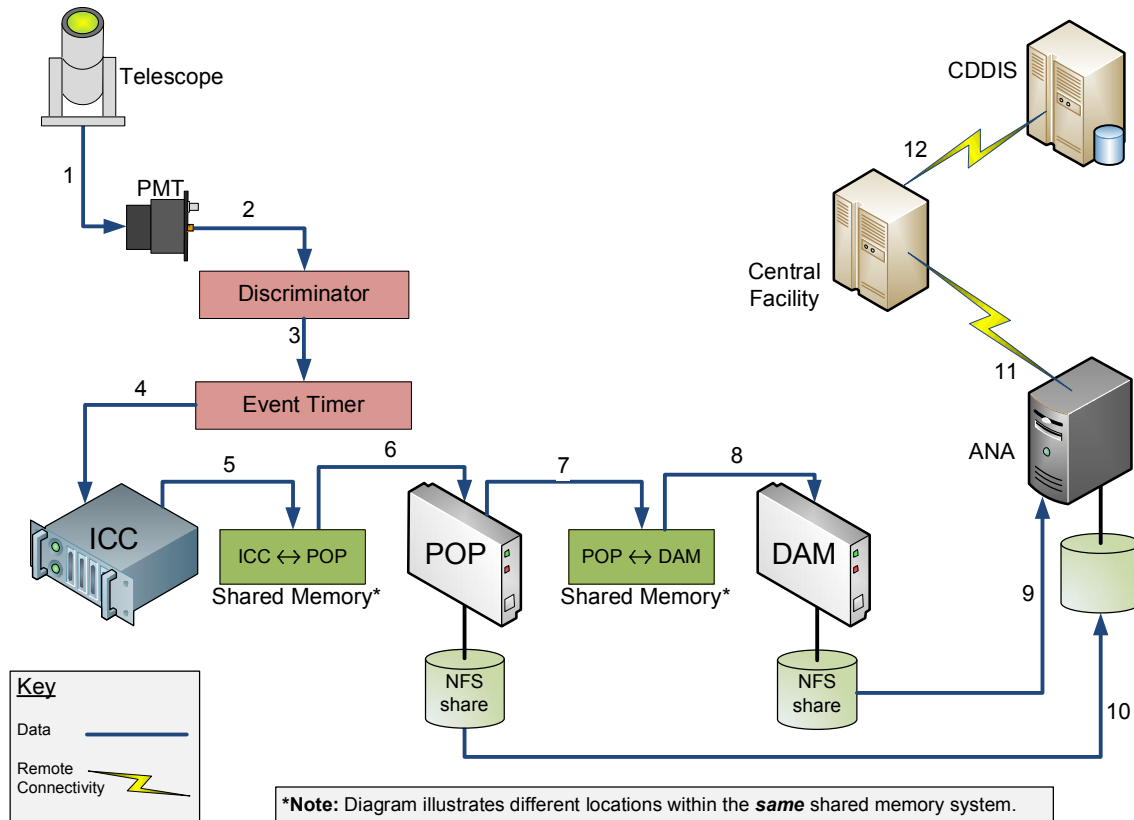 Telescope
1
PMT
2
Discriminator
3
4
Event Timer
CDDIS
12
Central
Facility
11
ANA
5
6
7
8
ICC
ICC ↔ POP
Shared Memory*
POP
POP ↔ DAM
Shared Memory*
DAM
9
NFS
share
NFS
share
10
Key
Data
Remote
Connectivity
*Note: Diagram illustrates different locations within the same shared memory system.